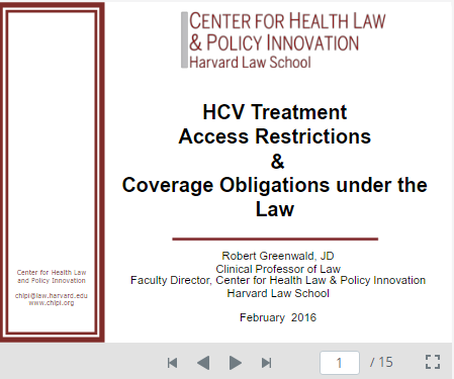 CENTER FOR HEALTH LAW
& POLICY INNOVATION
Harvard Law School
HCV Treatment
Access Restrictions
&
Coverage Obligations under the
Law
Robert Greenwald, JD
Clinical Professor of Law
Faculty Director, Center for Health Law & Policy Innovation
Harvard Law School
February 2016
Center for Health Law
and Policy Innovation
chlpi@law.harvard.edu
www.chlpi.org
1 / 15